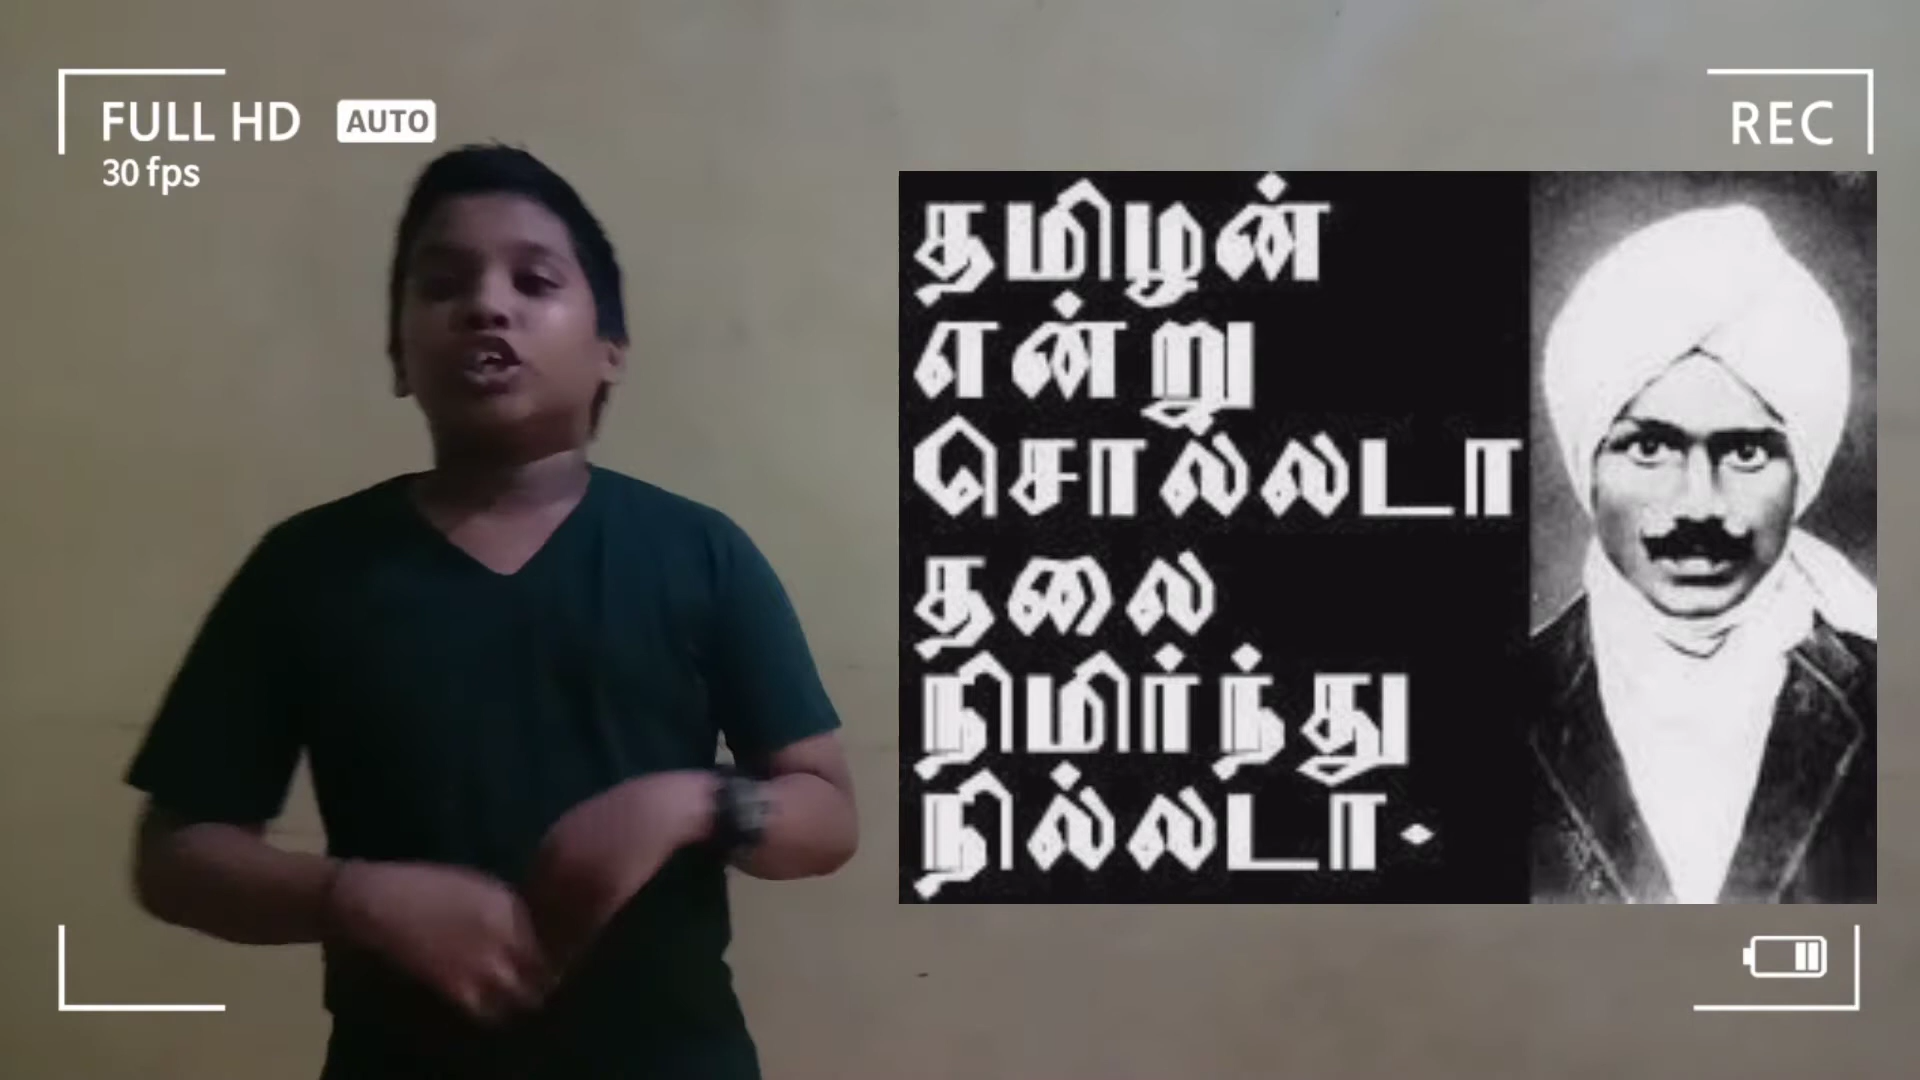 FULL HD AUTO
30 fps
REC
தமிழன்
என்று
சொல்லடா
தலை
நிமிர்ந்து
நில்லடா.